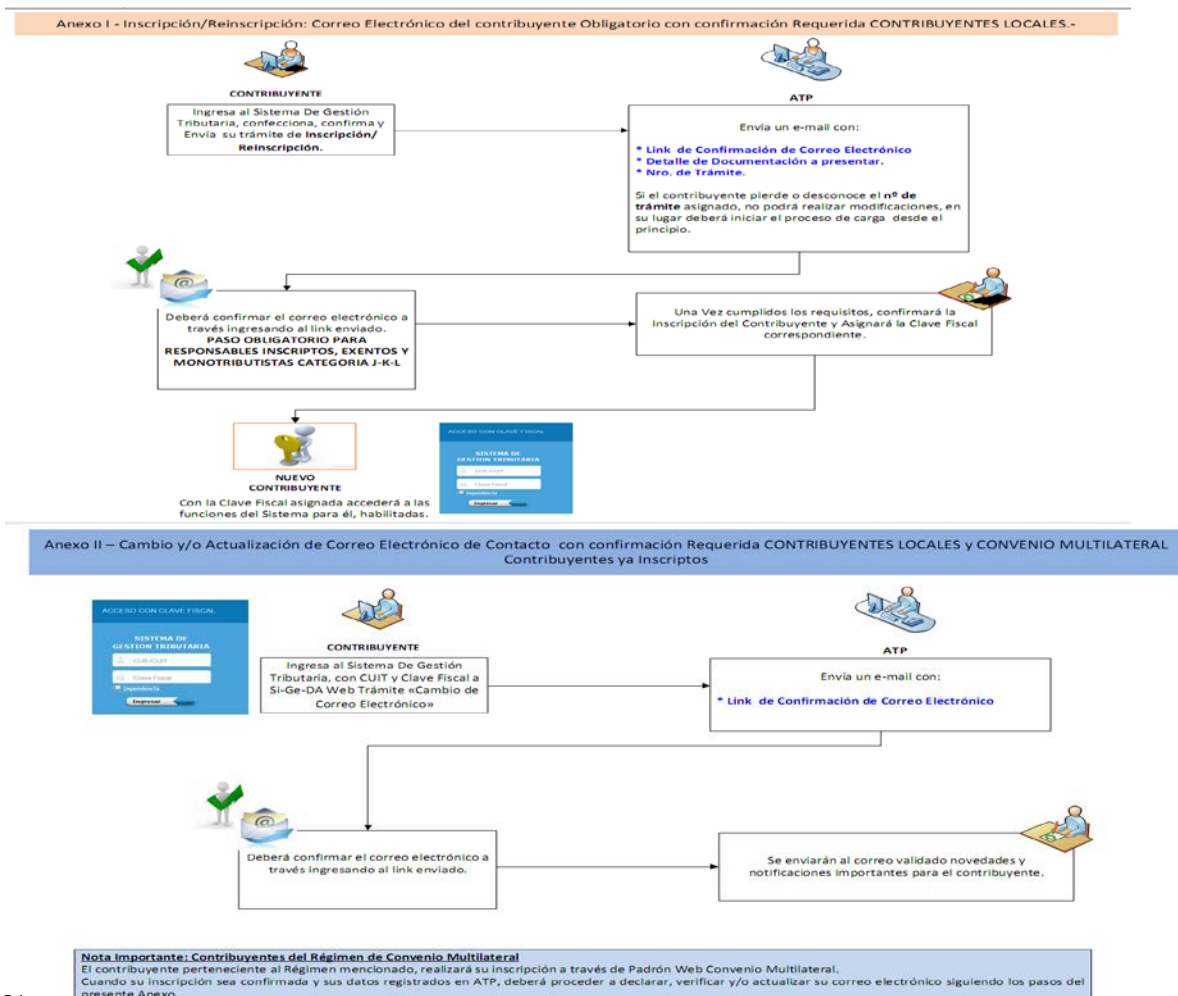 Anexo I - Inscripción/Reinscripción: Correo Electrónico del contribuyente Obligatorio con confirmación Requerida CONTRIBUYENTES LOCALES.-
CONTRIBUYENTE
Ingresa al Sistema De Gestión
Tributaria, confecciona, confirma y
Envía su trámite de Inscripción/
Reinscripción.
ATP
Envía un e-mail con:
* Link de Confirmación de Correo Electrónico
* Detalle de Documentación a presentar.
* Nro. de Trámite.
Si el contribuyente pierde o desconoce el nº de
trámite asignado, no podrá realizar modificaciones, en
su lugar deberá iniciar el proceso de carga desde el
principio.
Deberá confirmar el correo electrónico a
través ingresando al link enviado.
PASO OBLIGATORIO PARA
RESPONSABLES INSCRIPTOS, EXENTOS Y
MONOTRIBUTISTAS CATEGORIA J-K-L
Una Vez cumplidos los requisitos, confirmará la
Inscripción del Contribuyente y Asignará la Clave Fiscal
correspondiente.
NUEVO
CONTRIBUYENTE
Con la Clave Fiscal asignada accederá a las
funciones del Sistema para él, habilitadas.
ACCESO CON CLAVE FISCAL
SISTEMA DE
GESTION TRIBUTARIA
CUIL/CUIT
Clave Fiscal
Dependencia
Ingresar
Anexo II – Cambio y/o Actualización de Correo Electrónico de Contacto con confirmación Requerida CONTRIBUYENTES LOCALES y CONVENIO MULTILATERAL
Contribuyentes ya Inscriptos
ACCESO CON CLAVE FISCAL
SISTEMA DE
GESTION TRIBUTARIA
CUIL/CUIT
Clave Fiscal
Dependencia
Ingresar
CONTRIBUYENTE
Ingresa al Sistema De Gestión
Tributaria, con CUIT y Clave Fiscal a
Si-Ge-DA Web Trámite «Cambio de
Correo Electrónico»
ATP
Envía un e-mail con:
* Link de Confirmación de Correo Electrónico
Deberá confirmar el correo electrónico a
través ingresando al link enviado.
Se enviarán al correo validado novedades y
notificaciones importantes para el contribuyente.
Nota Importante: Contribuyentes del Régimen de Convenio Multilateral
El contribuyente perteneciente al Régimen mencionado, realizará su inscripción a través de Padrón Web Convenio Multilateral.
Cuando su inscripción sea confirmada y sus datos registrados en ATP, deberá proceder a declarar, verificar y/o actualizar su correo electrónico siguiendo los pasos del
presente Anexo.